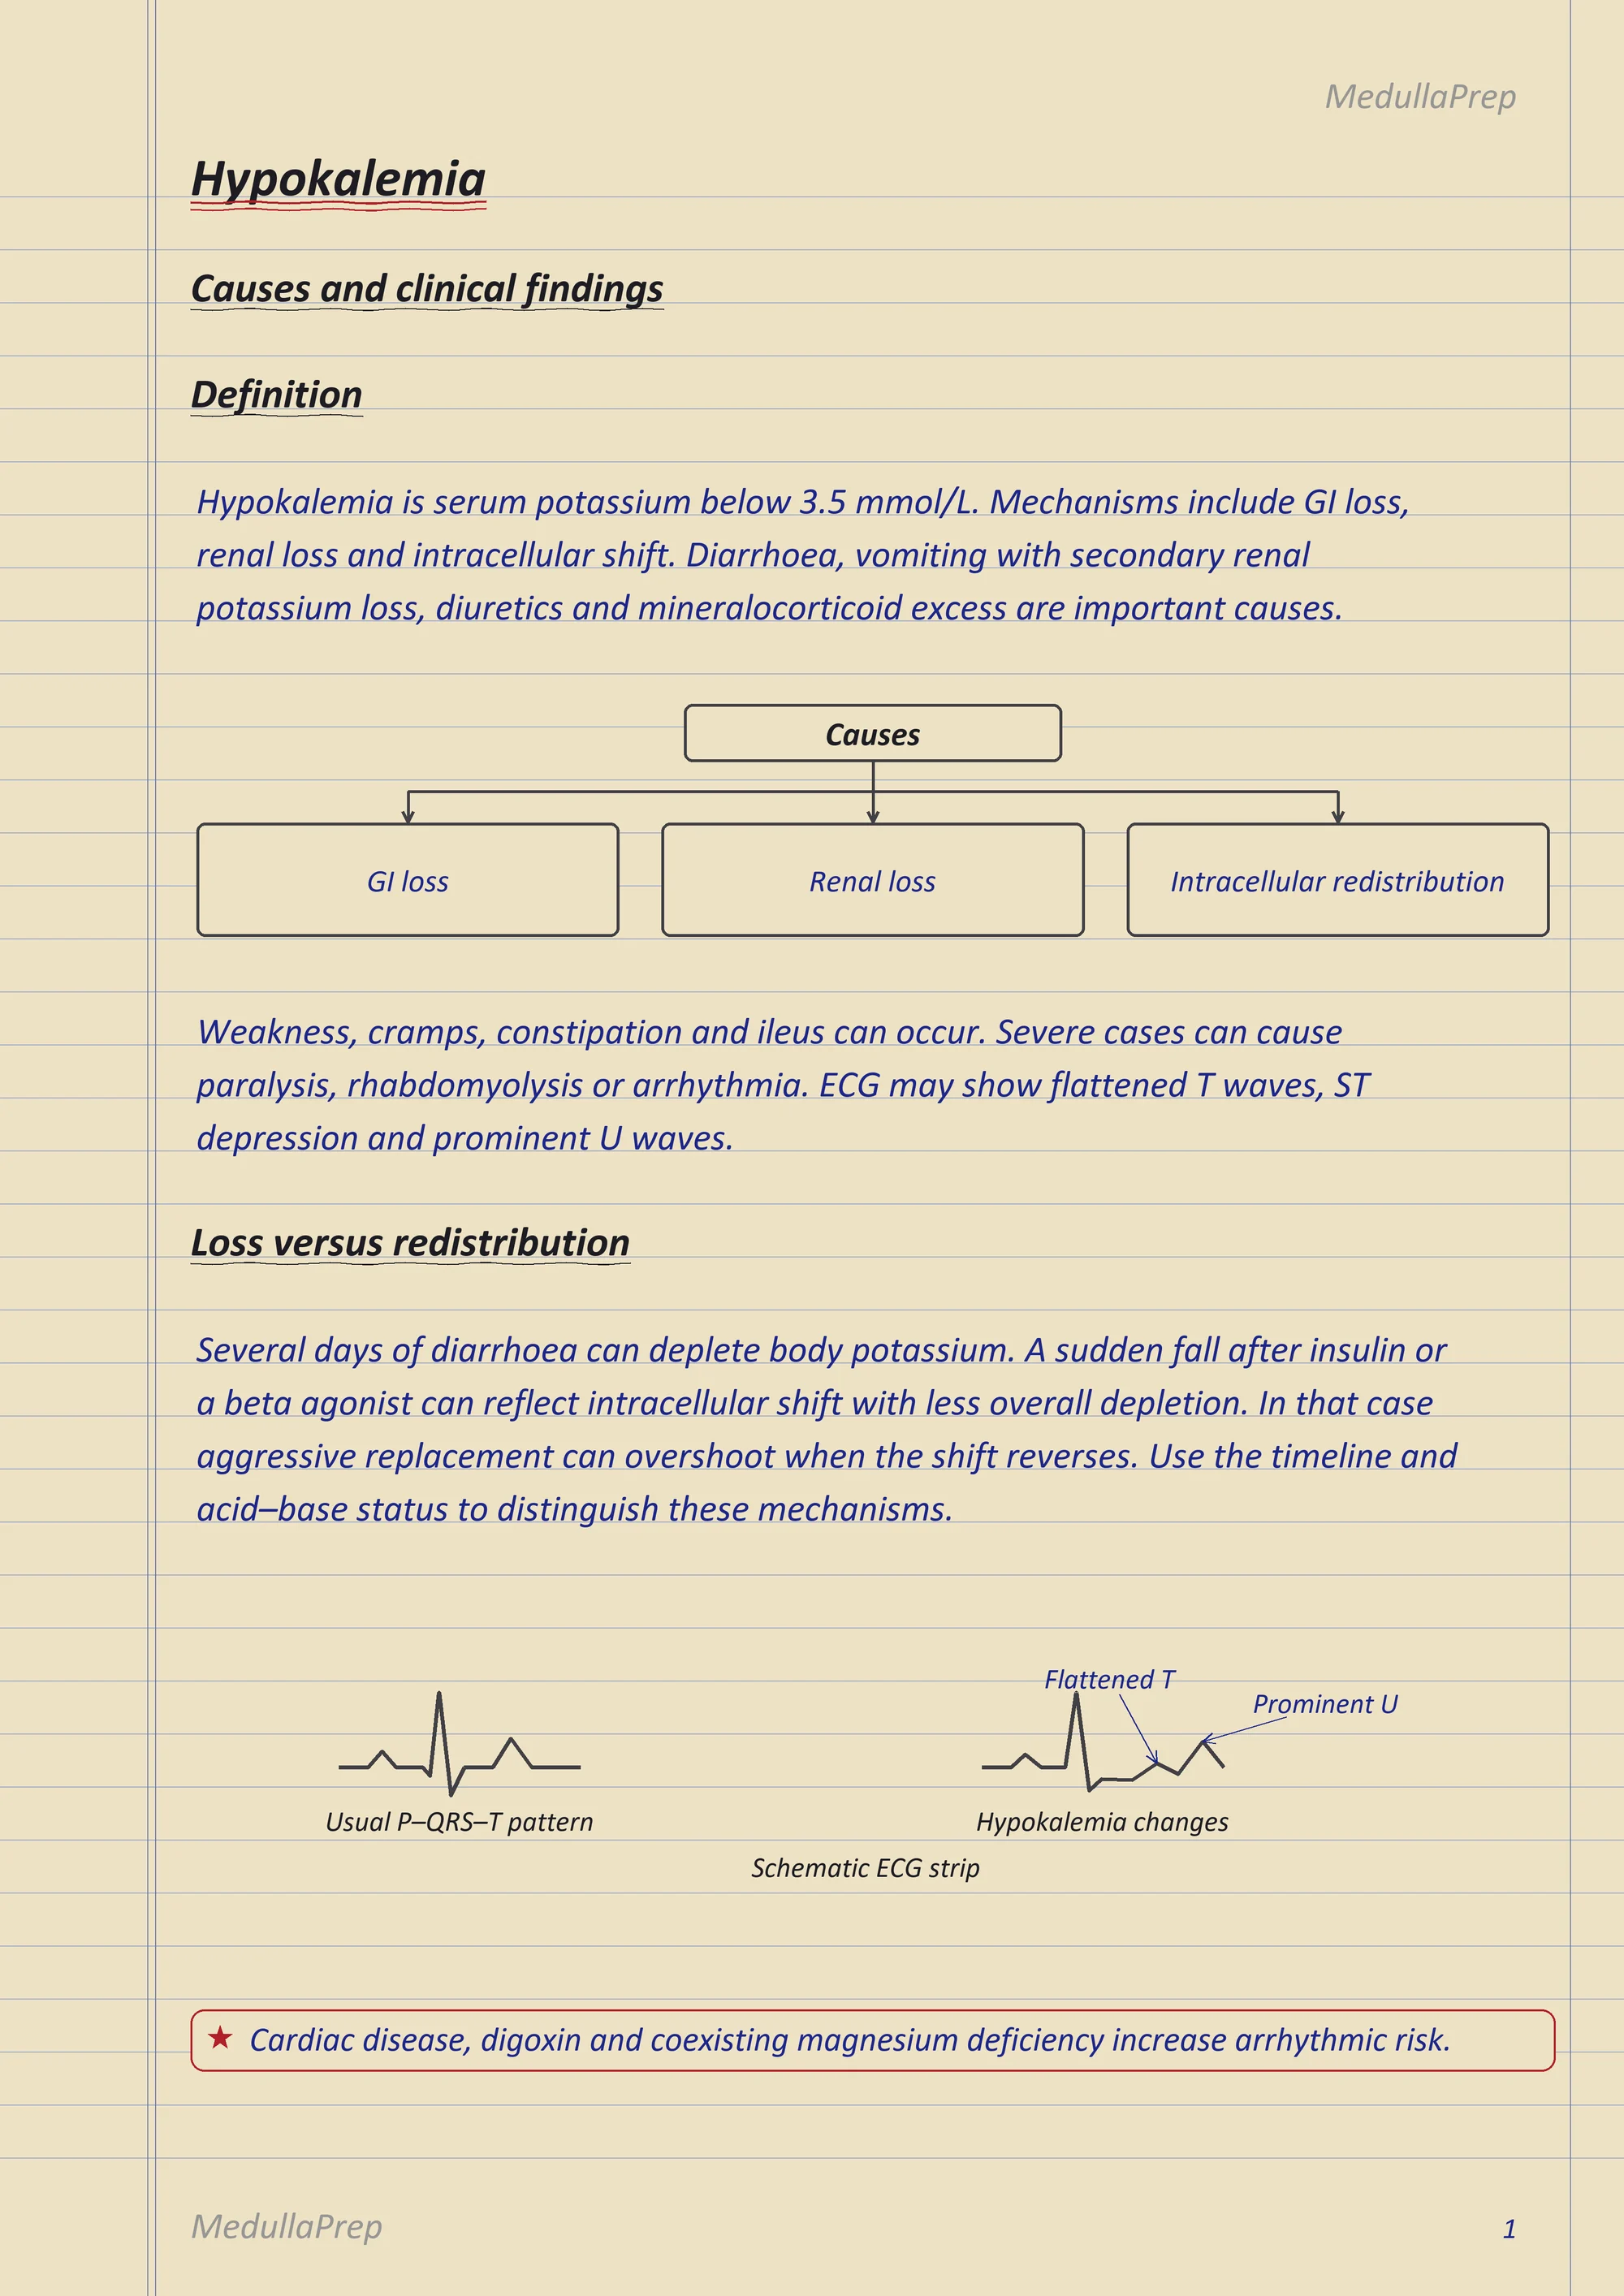 MedullaPrep
Hypokalemia
Causes and clinical findings
Definition
Hypokalemia is serum potassium below 3.5 mmol/L. Mechanisms include GI loss,
renal loss and intracellular shift. Diarrhoea, vomiting with secondary renal
potassium loss, diuretics and mineralocorticoid excess are important causes.
Causes
GI loss
Renal loss
Intracellular redistribution
Weakness, cramps, constipation and ileus can occur. Severe cases can cause
paralysis, rhabdomyolysis or arrhythmia. ECG may show flattened T waves, ST
depression and prominent U waves.
Loss versus redistribution
Several days of diarrhoea can deplete body potassium. A sudden fall after insulin or
a beta agonist can reflect intracellular shift with less overall depletion. In that case
aggressive replacement can overshoot when the shift reverses. Use the timeline and
acid–base status to distinguish these mechanisms.
Flattened T
Prominent U
Usual P–QRS–T pattern
Hypokalemia changes
Schematic ECG strip
★ Cardiac disease, digoxin and coexisting magnesium deficiency increase arrhythmic risk.
MedullaPrep
1